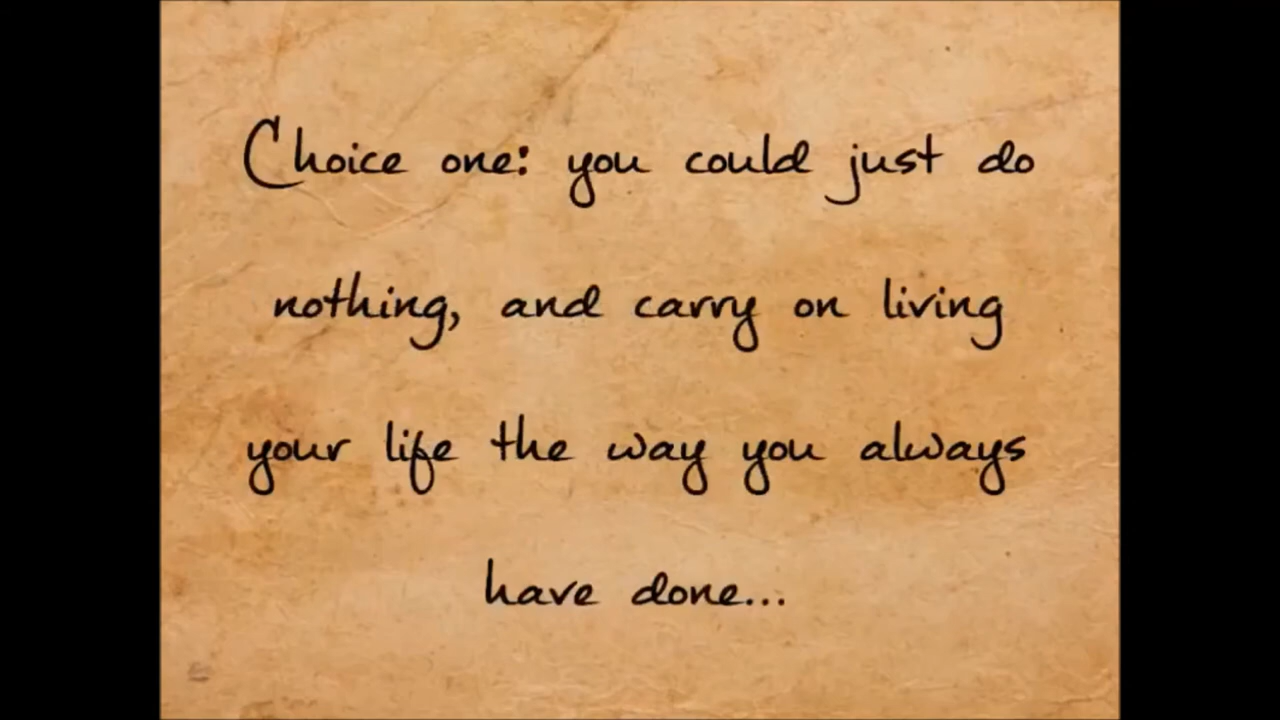 Choice one: you could just do
nothing, and carry on living
your life the way you always
have done...